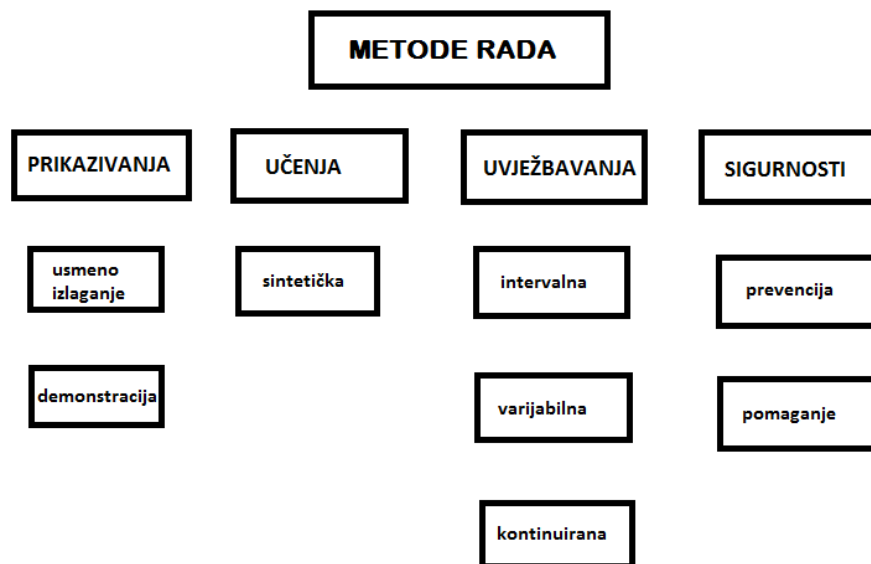 METODE RADA
PRIKAZIVANJA
UČENJA
UVJEŽBAVANJA
SIGURNOSTI
usmeno
izlaganje
sintetička
intervalna
prevencija
demonstracija
varijabilna
pomaganje
kontinuirana